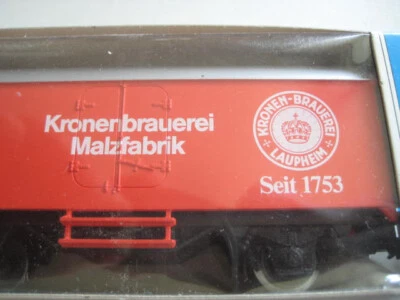 Kronenbrauerei
Malzfabrik
KRONEN-BRAUEREI
LAUPHEIM
Seit 1753